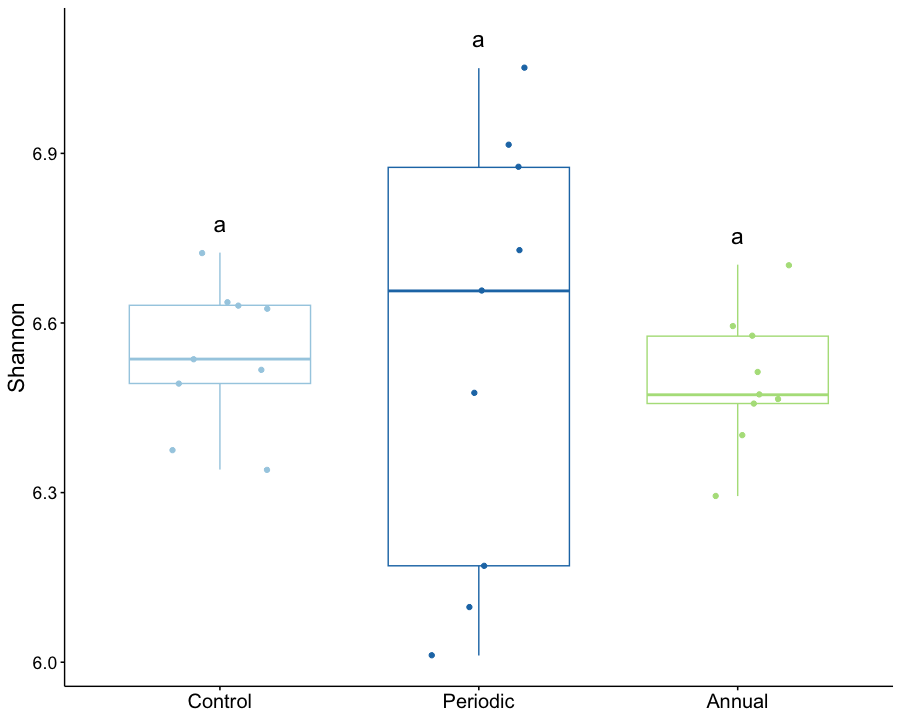 a
a
a
6.9
6.6
6.3
6.0
Shannon
Control
Periodic
Annual